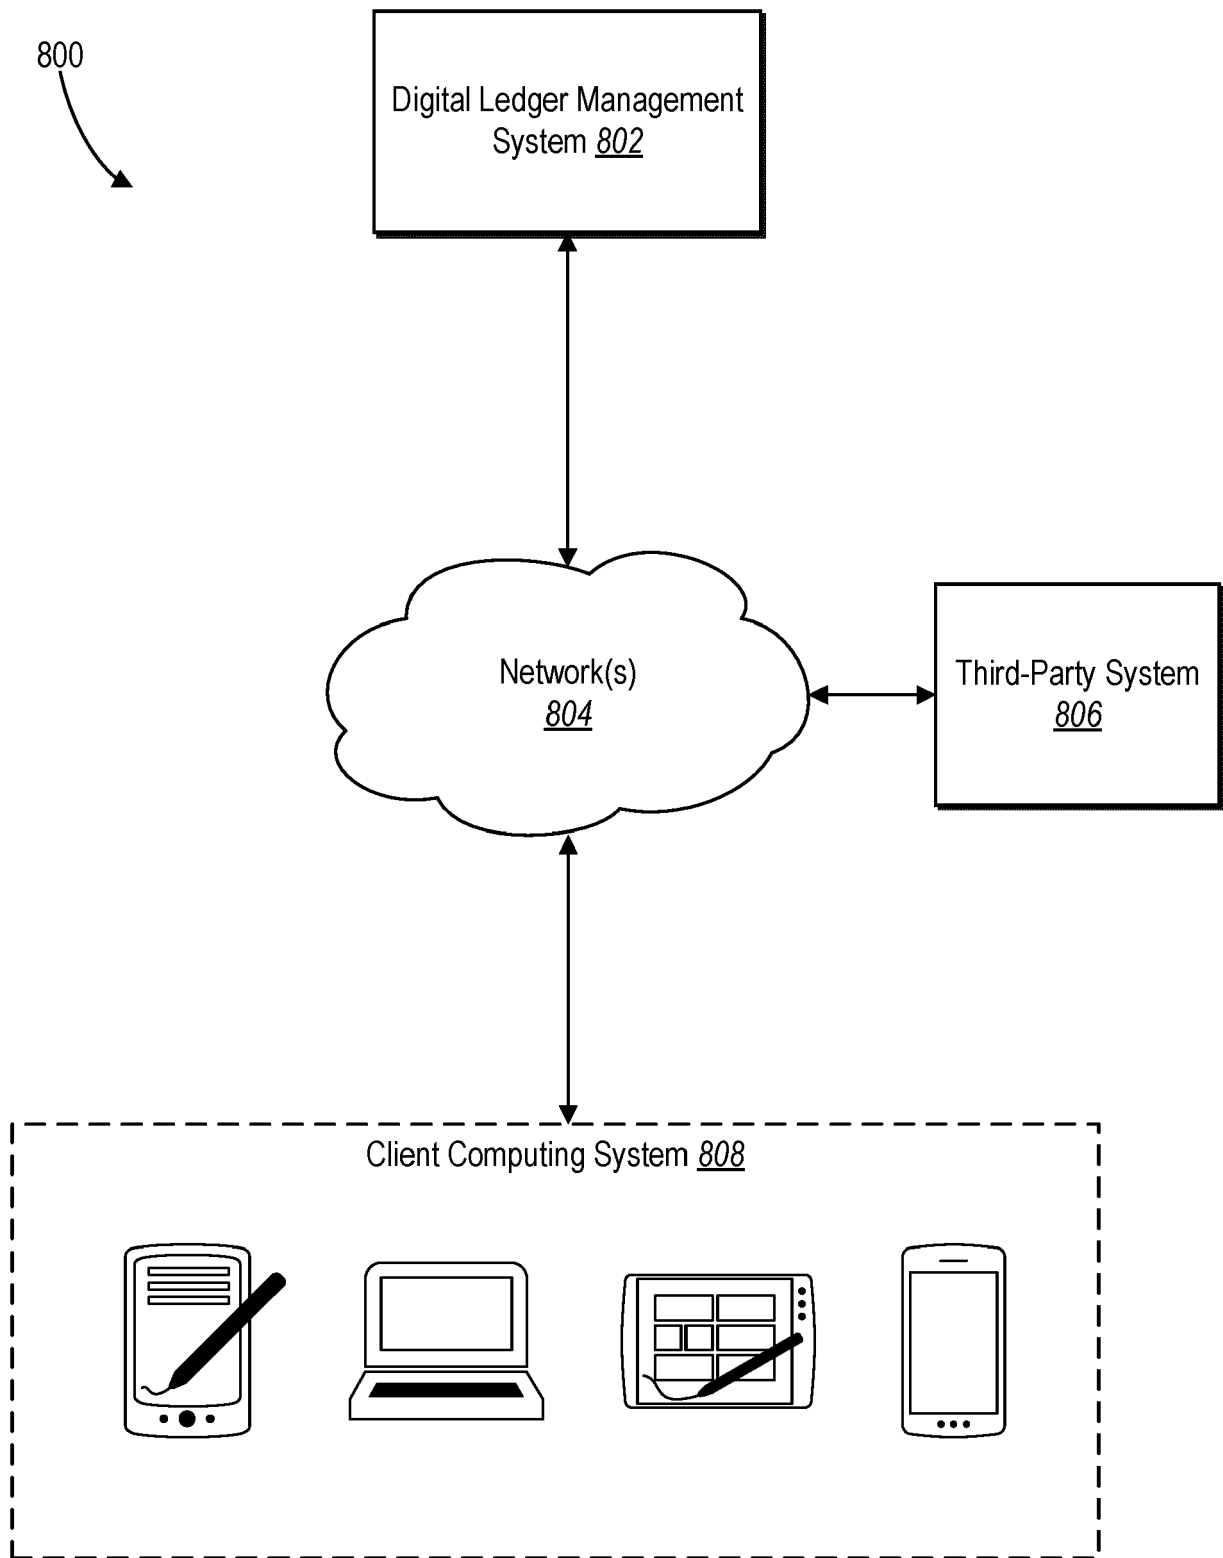 800
Digital Ledger Management
System 802
Network(s)
804
Third-Party System
806
Client Computing System 808